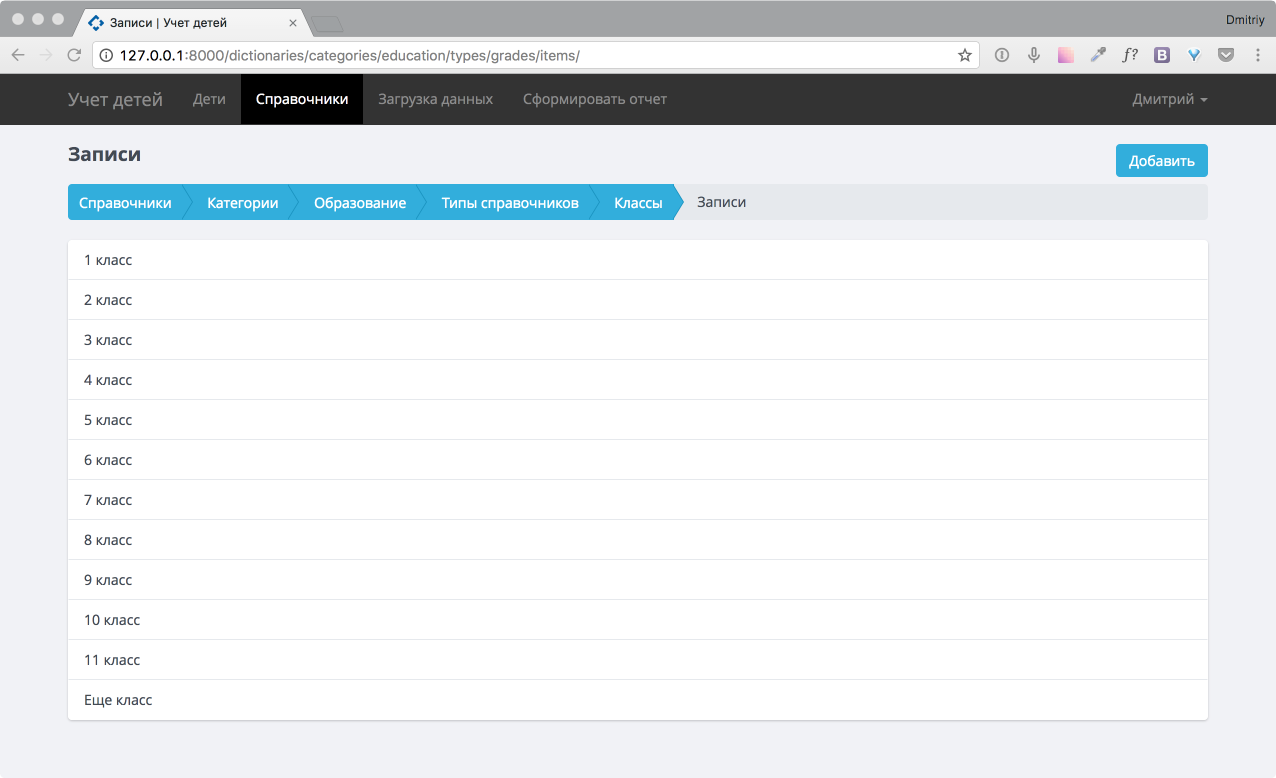 Записи | Учет детей
Dmitriy
127.0.0.1:8000/dictionaries/categories/education/types/grades/items/
f?
B
Учет детей Дети Справочники Загрузка данных Сформировать отчет Дмитрий
Записи
Добавить
Справочники Категории Образование Типы справочников Классы Записи
1 класс
2 класс
3 класс
4 класс
5 класс
6 класс
7 класс
8 класс
9 класс
10 класс
11 класс
Еще класс